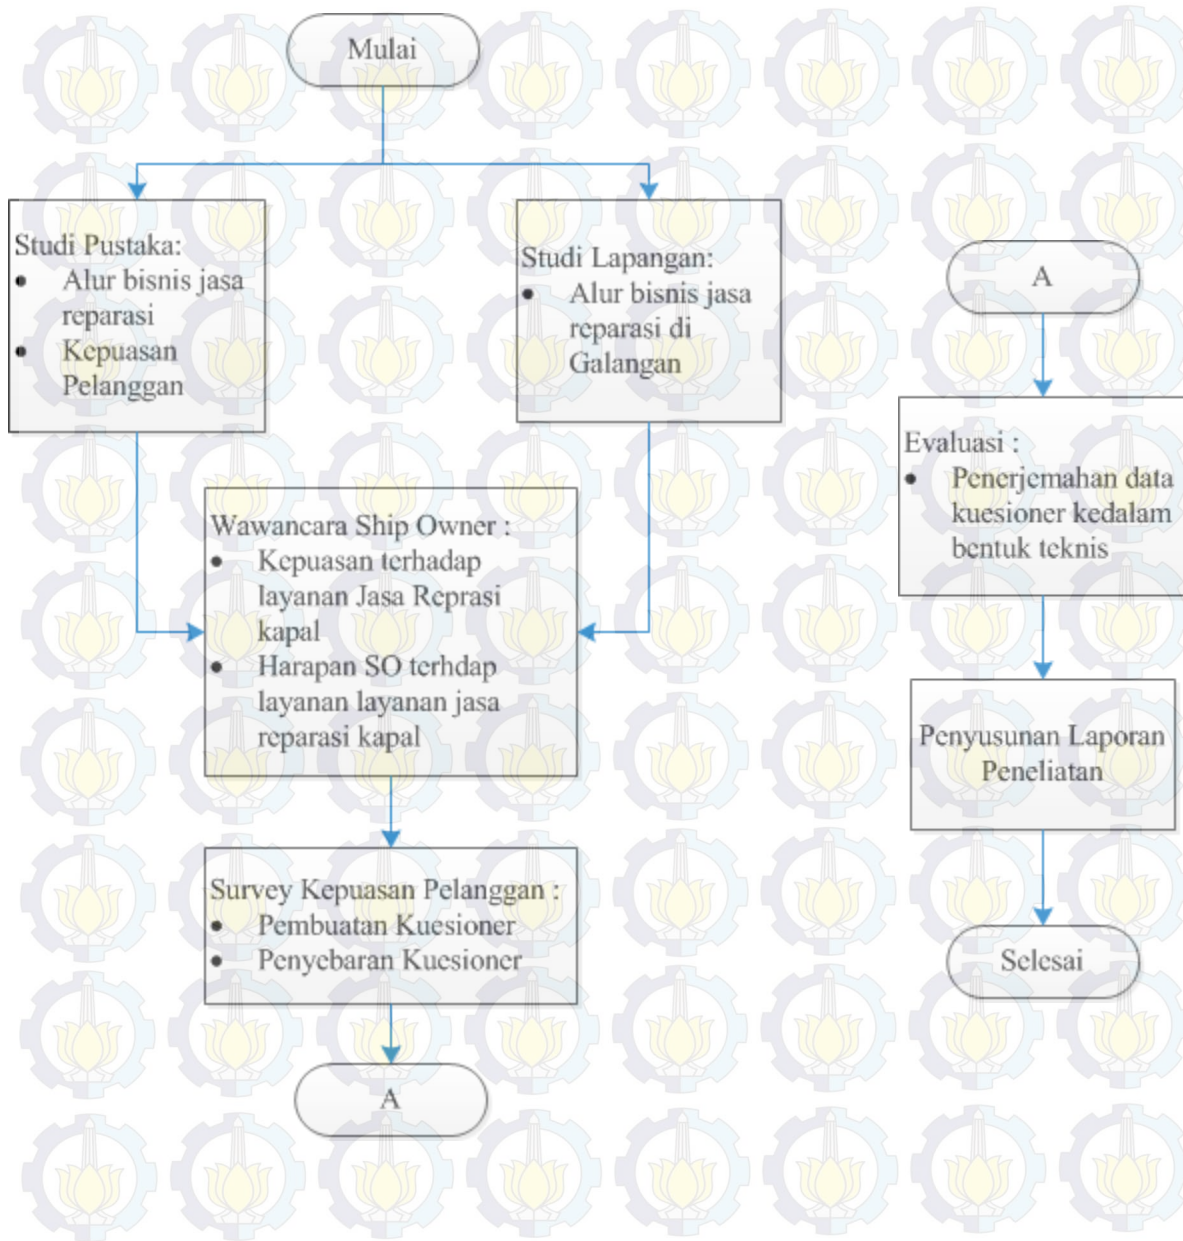 Mulai
Studi Pustaka:
• Alur bisnis jasa
reparasi
• Kepuasan
Pelanggan
Studi Lapangan:
• Alur bisnis jasa
reparasi di
Galangan
Wawancara Ship Owner :
• Kepuasan terhadap
layanan Jasa Reprasi
kapal
• Harapan SO terhdap
layanan layanan jasa
reparasi kapal
Survey Kepuasan Pelanggan :
• Pembuatan Kuesioner
• Penyebaran Kuesioner
A
A
Evaluasi :
• Penerjemahan data
kuesioner kedalam
bentuk teknis
Penyusunan Laporan
Peneliatan
Selesai